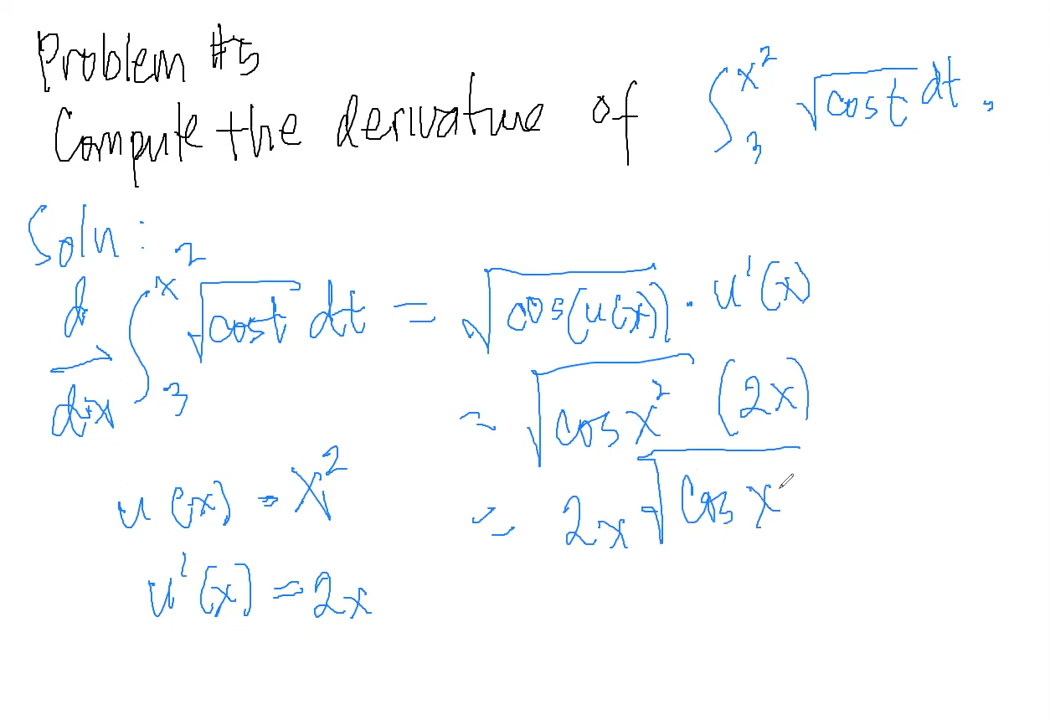 Problem #5
Compute the derivative of ∫₃^{x²} √(cos t) dt.
Soln:
d/dx ∫₃^{x²} √(cos t) dt = √(cos(u(x))) · u'(x)
= √(cos x²) (2x)
u(x) = x²
= 2x √(cos x)
u'(x) = 2x